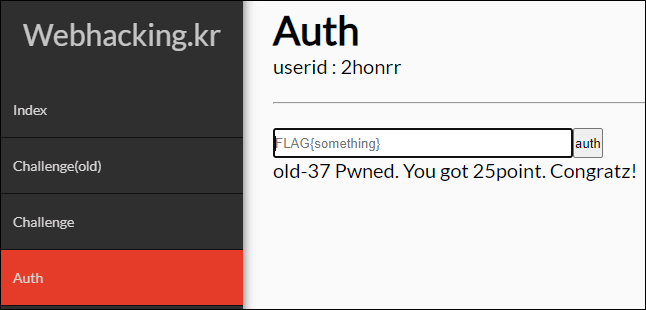 Webhacking.kr
Index
Challenge(old)
Challenge
Auth
Auth
userid : 2honrr
FLAG{something}
auth
old-37 Pwned. You got 25point. Congratz!